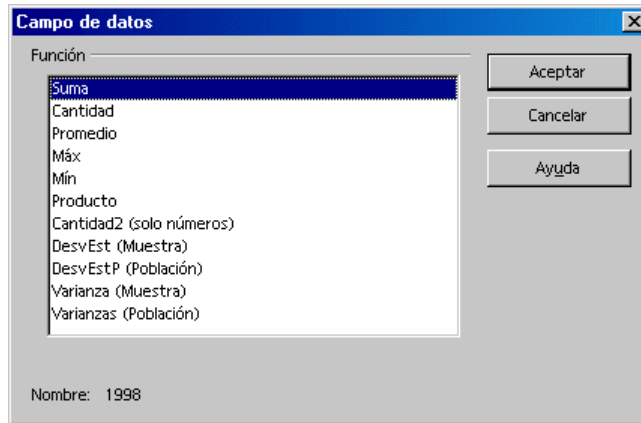 Campo de datos
Función
Suma
Cantidad
Promedio
Máx
Mín
Producto
Cantidad2 (solo números)
DesvEst (Muestra)
DesvEstP (Población)
Varianza (Muestra)
Varianzas (Población)
Aceptar
Cancelar
Ayuda
Nombre: 1998